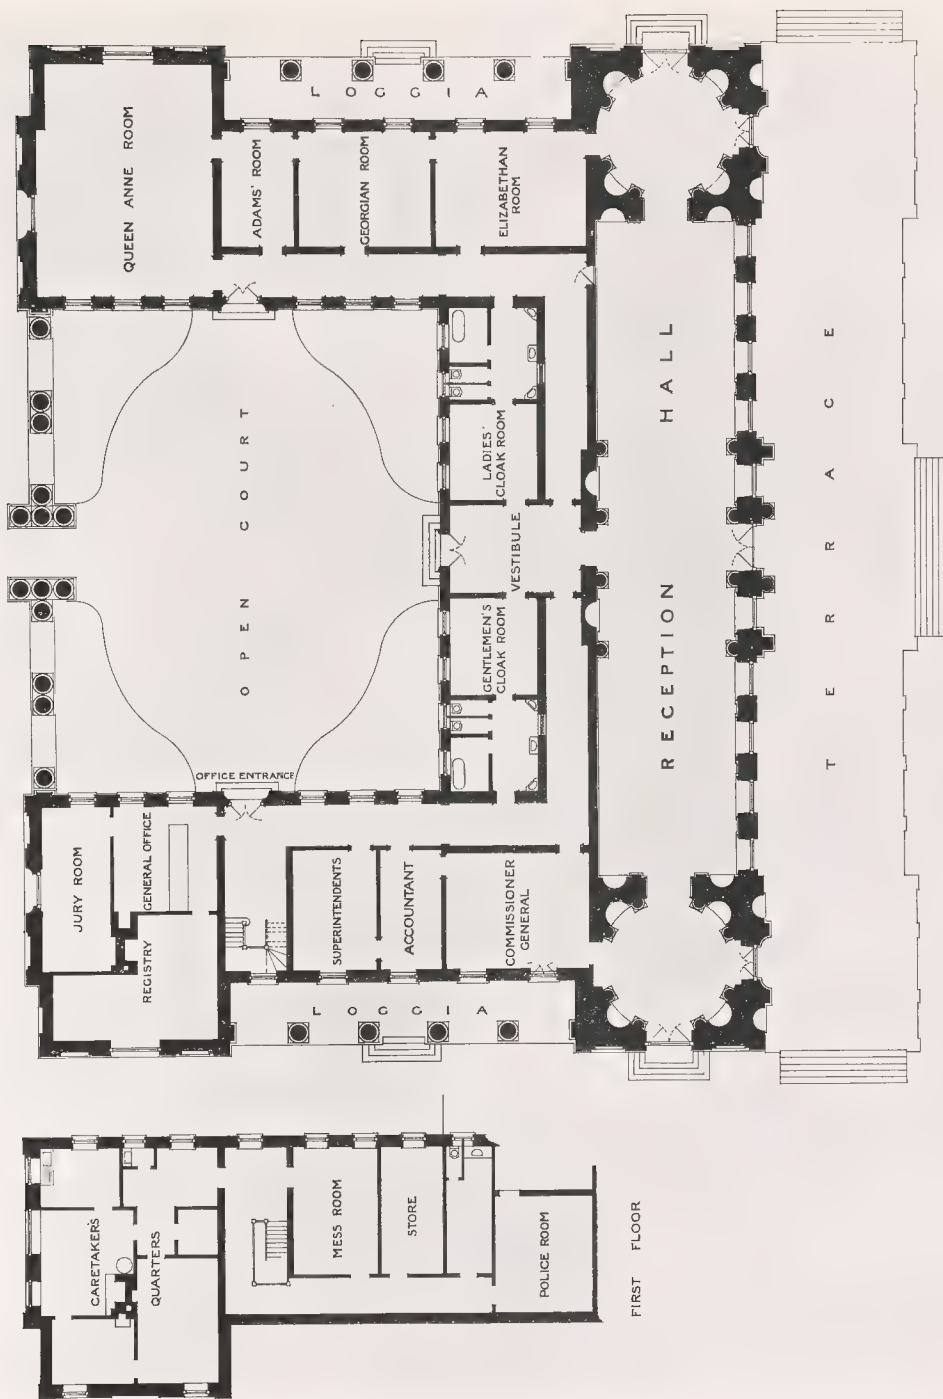 QUEEN ANNE ROOM
ADAMS' ROOM
GEORGIAN ROOM
ELIZABETHAN
ROOM
LOGGIA
OPEN COURT
LADIES'
CLOAK ROOM
VESTIBULE
GENTLEMEN'S
CLOAK ROOM
RECEPTION HALL
TERRACE
OFFICE ENTRANCE
JURY ROOM
GENERAL OFFICE
REGISTRY
SUPERINTENDENTS
ACCOUNTANT
COMMISSIONER
GENERAL
LOGGIA
CARETAKER'S
QUARTERS
MESS ROOM
STORE
POLICE ROOM
FIRST FLOOR